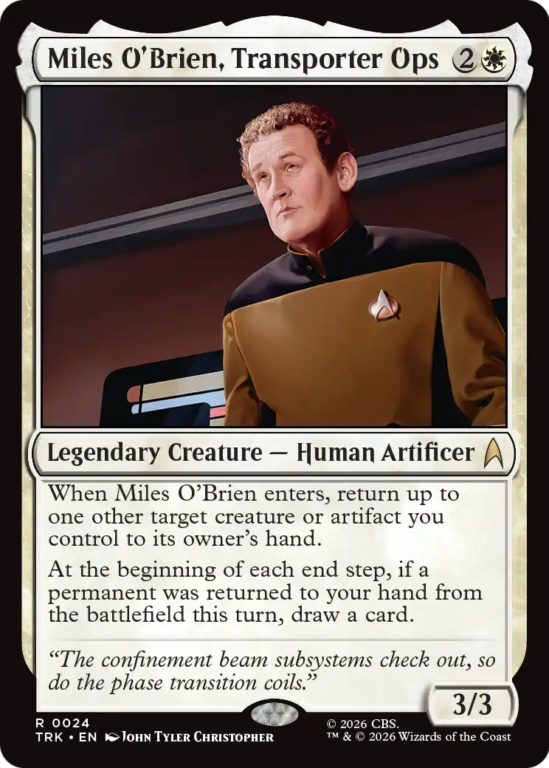 Miles O'Brien, Transporter Ops 2
Legendary Creature — Human Artificer
When Miles O'Brien enters, return up to
one other target creature or artifact you
control to its owner's hand.
At the beginning of each end step, if a
permanent was returned to your hand from
the battlefield this turn, draw a card.
“The confinement beam subsystems check out, so
do the phase transition coils.”
3/3
R 0024
TRK • EN John Tyler Christopher
© 2026 CBS.
™ & © 2026 Wizards of the Coast